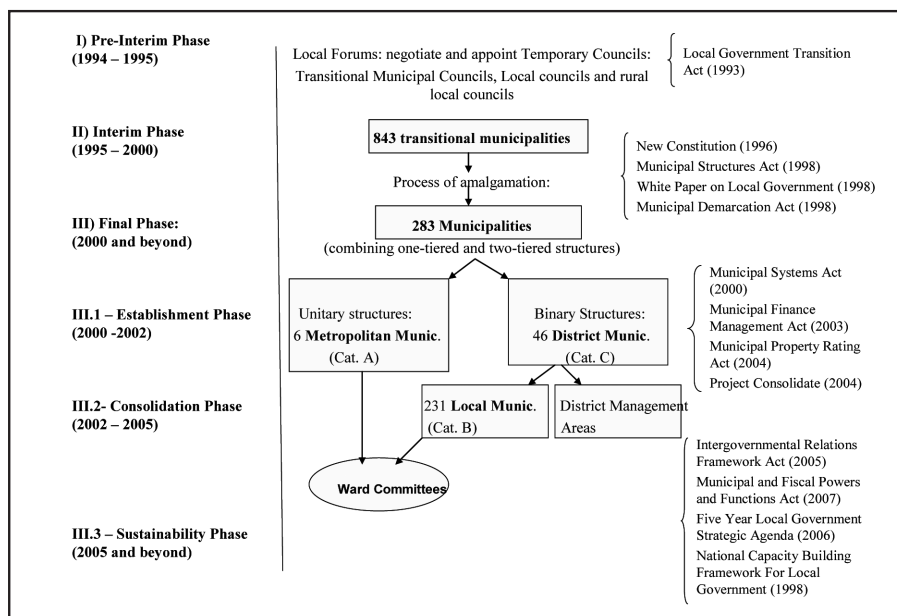 I) Pre-Interim Phase
(1994 – 1995)
Local Forums: negotiate and appoint Temporary Councils:
Transitional Municipal Councils, Local councils and rural
local councils
Local Government Transition
Act (1993)
II) Interim Phase
(1995 – 2000)
843 transitional municipalities
Process of amalgamation:
New Constitution (1996)
Municipal Structures Act (1998)
White Paper on Local Government (1998)
Municipal Demarcation Act (1998)
III) Final Phase:
(2000 and beyond)
283 Municipalities
(combining one-tiered and two-tiered structures)
III.1 – Establishment Phase
(2000 -2002)
Unitary structures:
6 Metropolitan Munic.
(Cat. A)
Binary Structures:
46 District Munic.
(Cat. C)
Municipal Systems Act
(2000)
Municipal Finance
Management Act (2003)
Municipal Property Rating
Act (2004)
Project Consolidate (2004)
III.2- Consolidation Phase
(2002 – 2005)
231 Local Munic.
(Cat. B)
District Management
Areas
Ward Committees
III.3 – Sustainability Phase
(2005 and beyond)
Intergovernmental Relations
Framework Act (2005)
Municipal and Fiscal Powers
and Functions Act (2007)
Five Year Local Government
Strategic Agenda (2006)
National Capacity Building
Framework For Local
Government (1998)